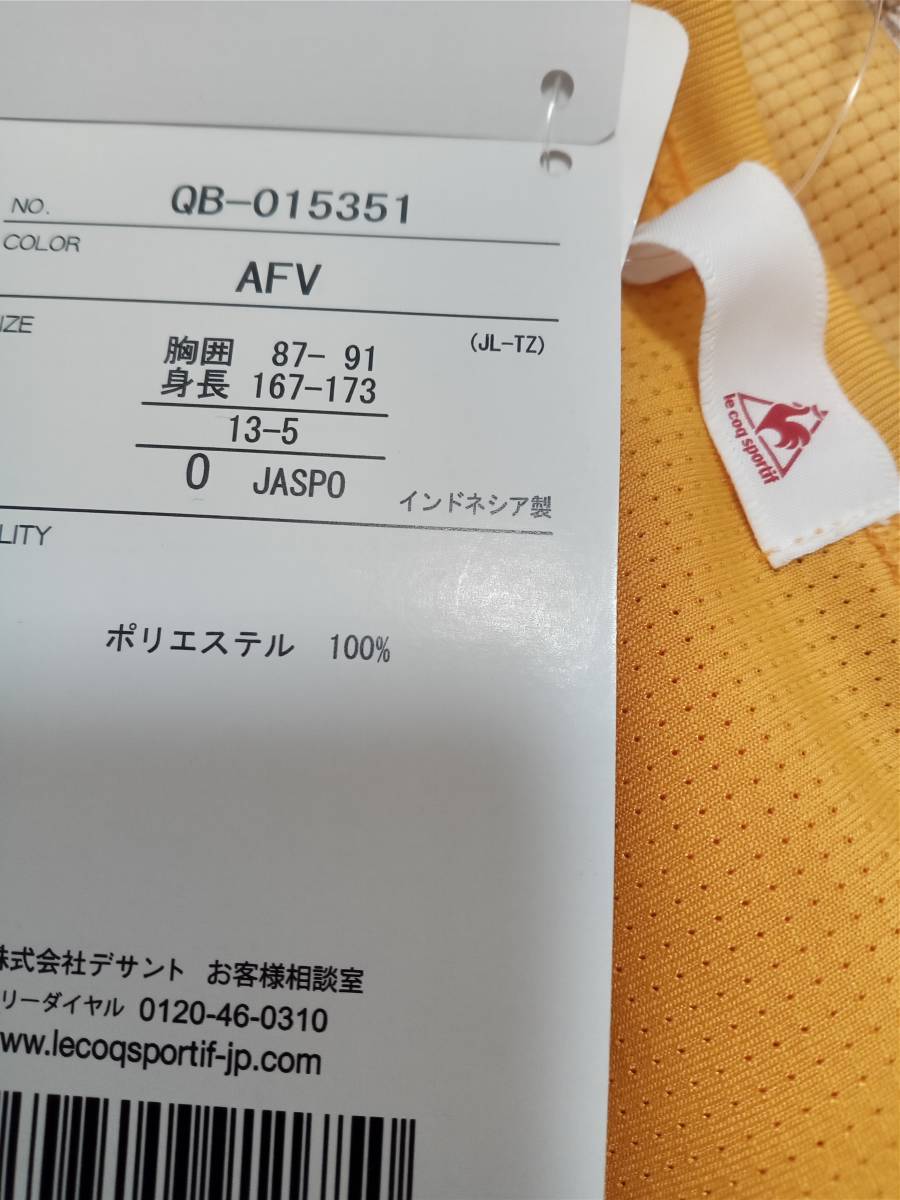 NO. QB-015351
COLOR
AFV
IZE
胸囲 87- 91 (JL-TZ)
身長 167-173
13-5
O JASPO インドネシア製
LITY
ポリエステル 100%
株式会社デサント お客様相談室
リーダイヤル 0120-46-0310
ww.lecoqsportif-jp.com
le coq sportif